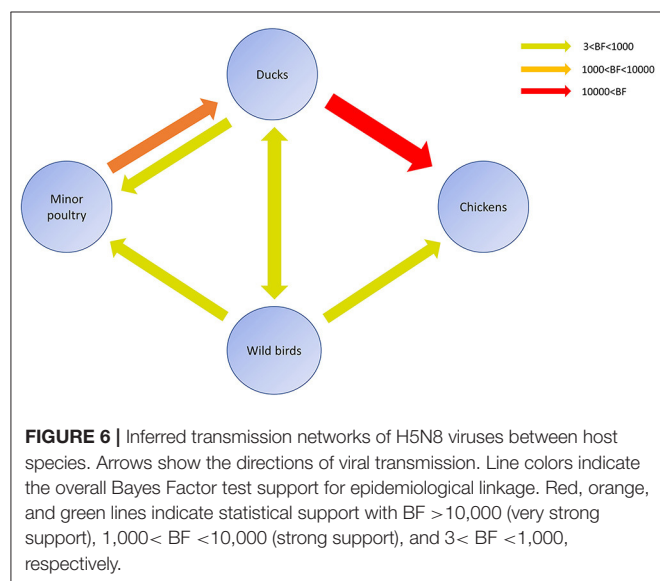 Ducks
3<BF<1000
1000<BF<10000
10000<BF
Minor
poultry
Chickens
Wild birds
FIGURE 6 | Inferred transmission networks of H5N8 viruses between host
species. Arrows show the directions of viral transmission. Line colors indicate
the overall Bayes Factor test support for epidemiological linkage. Red, orange,
and green lines indicate statistical support with BF >10,000 (very strong
support), 1,000< BF <10,000 (strong support), and 3< BF <1,000,
respectively.